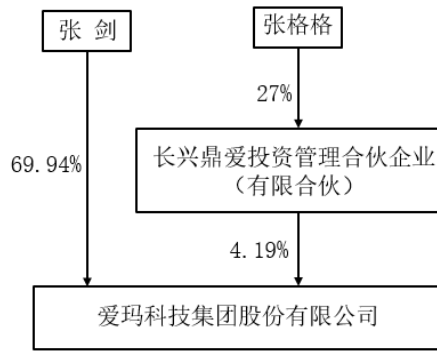 张 剑
张格格
27%
69.94%
长兴鼎爱投资管理合伙企业
（有限合伙）
4.19%
爱玛科技集团股份有限公司